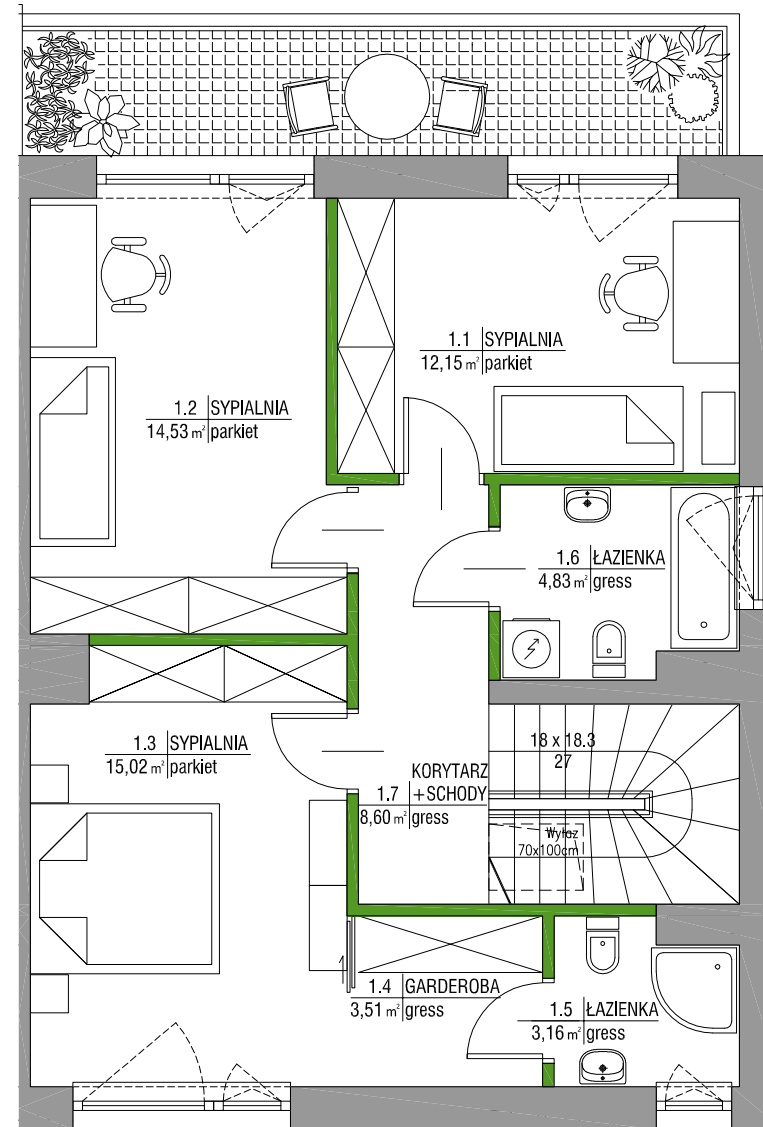 1.1 SYPIALNIA
12,15 m² parkiet
1.2 SYPIALNIA
14,53 m² parkiet
1.6 ŁAZIENKA
4,83 m² gress
1.3 SYPIALNIA
15,02 m² parkiet
18 x 18.3
27
KORYTARZ
1.7 +SCHODY
8,60 m² gress
Wyłaz
70x100cm
1.4 GARDEROBA
3,51 m² gress
1.5 ŁAZIENKA
3,16 m² gress